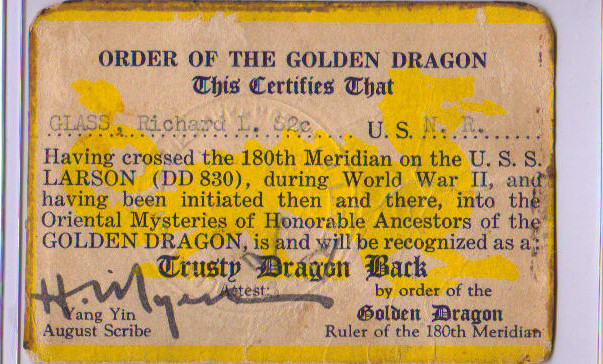 ORDER OF THE GOLDEN DRAGON
This Certifies That
GLASS, Richard L. S2c U. S. N. R.
Having crossed the 180th Meridian on the U. S. S.
LARSON (DD 830), during World War II, and
having been initiated then and there, into the
Oriental Mysteries of Honorable Ancestors of the
GOLDEN DRAGON, is and will be recognized as a:
Trusty Dragon Back
Attest: by order of the
Yang Yin Golden Dragon
August Scribe Ruler of the 180th Meridian